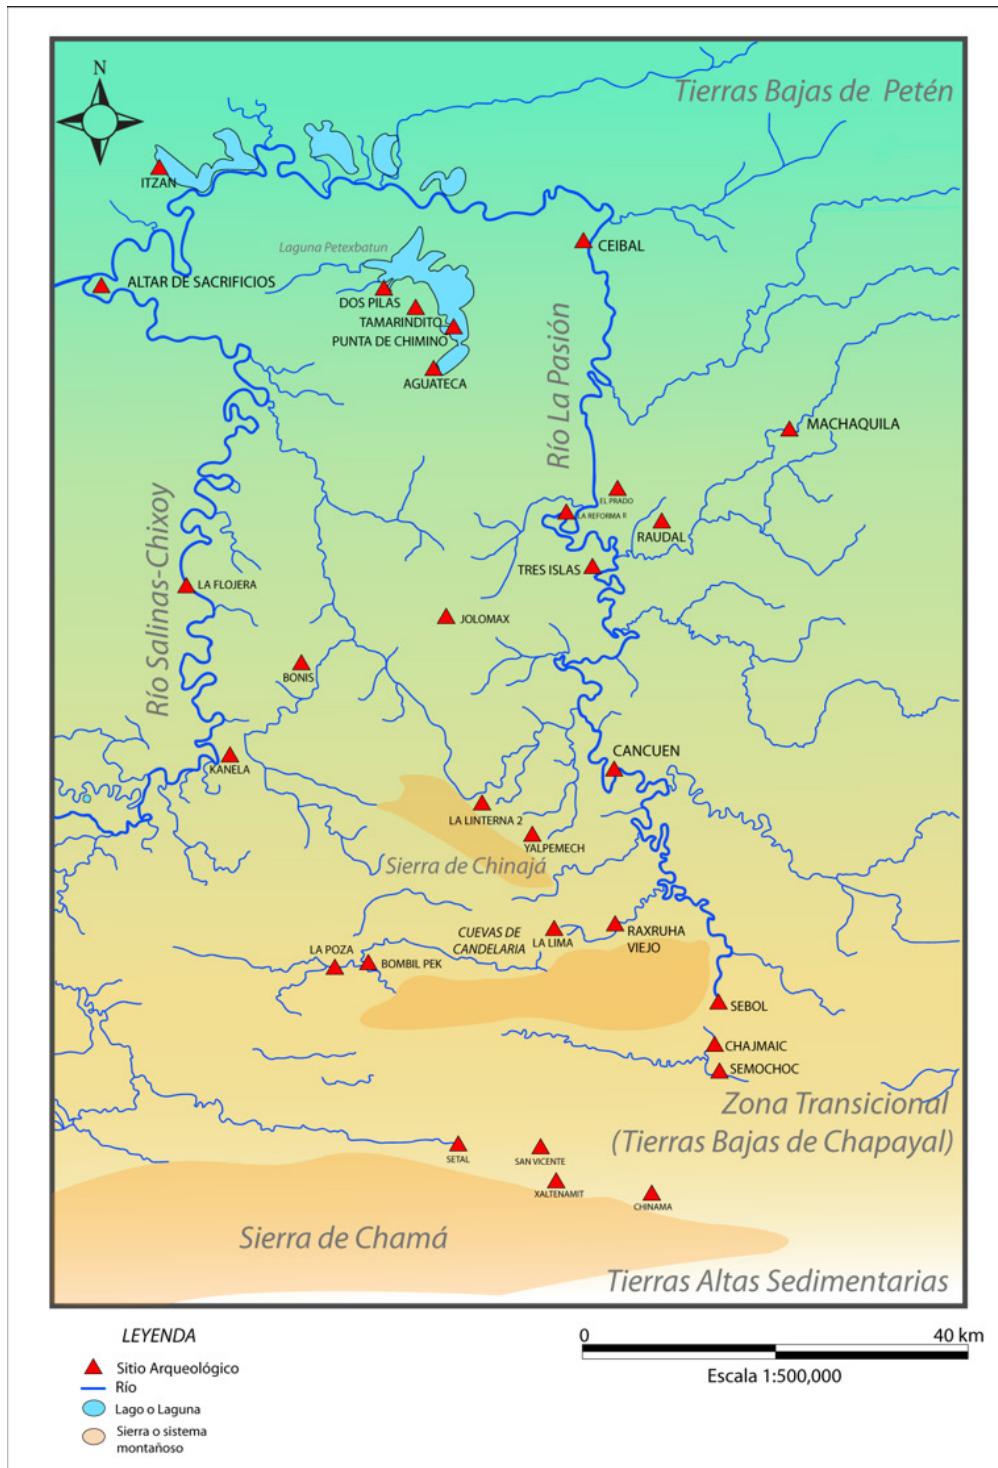 N
Tierras Bajas de Petén
ITZAN
Laguna Petexbatun
CEIBAL
ALTAR DE SACRIFICIOS
DOS PILAS
TAMARINDITO
PUNTA DE CHIMINO
AGUATECA
Río La Pasión
MACHAQUILA
EL PRADO
LA REFORMA II
RAUDAL
Río Salinas-Chixoy
TRES ISLAS
LA FLOJERA
JOLOMAX
BONIS
CANCUEN
KANELA
LA LINTERNA 2
YALPEMECH
Sierra de Chinajá
CUEVAS DE
CANDELARIA
LA LIMA
RAXRUHA
VIEJO
LA POZA
BOMBIL PEK
SEBOL
CHAJMAIC
SEMOCHOC
Zona Transicional
(Tierras Bajas de Chapayal)
SETAL
SAN VICENTE
XALTENAMIT
CHINAMA
Sierra de Chamá
Tierras Altas Sedimentarias
LEYENDA
Sitio Arqueológico
Río
Lago o Laguna
Sierra o sistema
montañoso
0 40 km
Escala 1:500,000